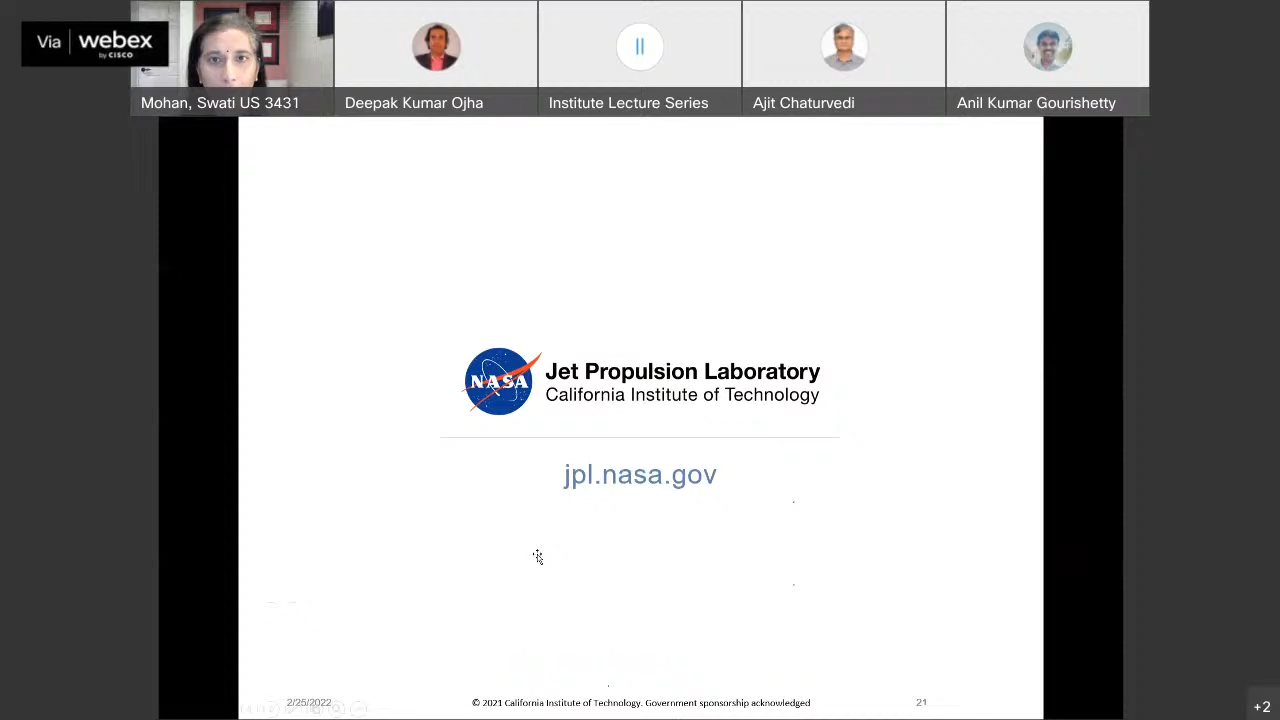 Via webex
by CISCO
Mohan, Swati US 3431
Deepak Kumar Ojha
Institute Lecture Series
Ajit Chaturvedi
Anil Kumar Gourishetty
NASA
Jet Propulsion Laboratory
California Institute of Technology
jpl.nasa.gov
2/25/2022
© 2021 California Institute of Technology. Government sponsorship acknowledged
21
+2